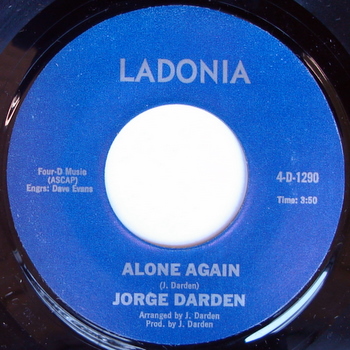 LADONIA
Four-D Music
(ASCAP)
Engrs: Dave Evans
4-D-1290
Time: 3:50
ALONE AGAIN
(J. Darden)
JORGE DARDEN
Arranged by J. Darden
Prod. by J. Darden